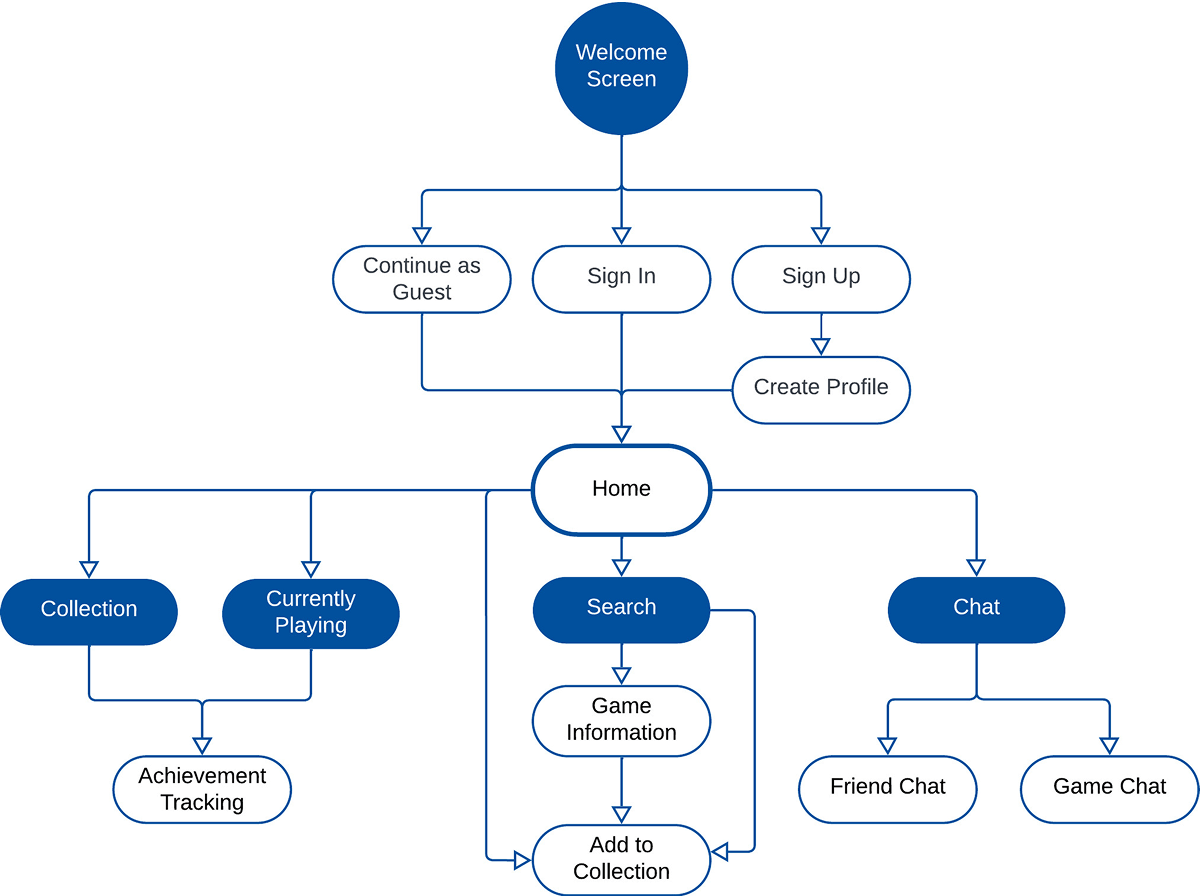 Welcome
Screen
Continue as
Guest
Sign In
Sign Up
Create Profile
Home
Collection
Currently
Playing
Search
Chat
Game
Information
Achievement
Tracking
Friend Chat
Game Chat
Add to
Collection